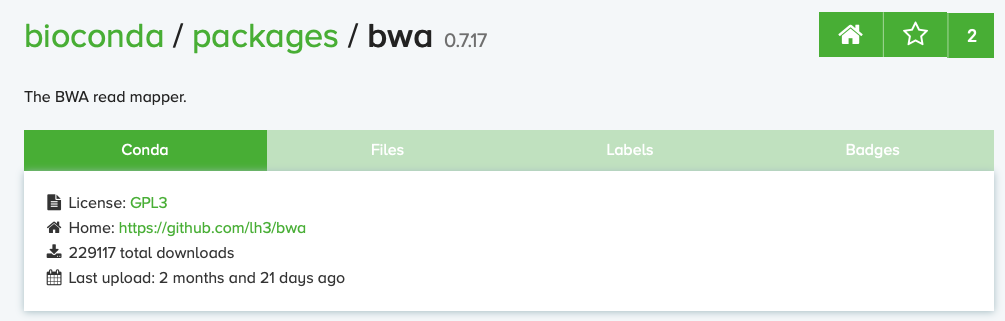 bioconda / packages / bwa 0.7.17
2
The BWA read mapper.
Conda Files Labels Badges
License: GPL3
Home: https://github.com/lh3/bwa
229117 total downloads
Last upload: 2 months and 21 days ago